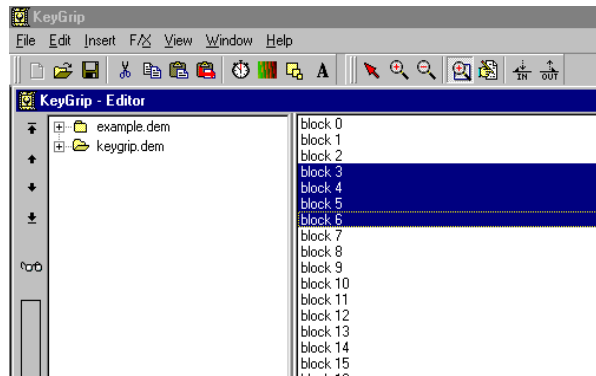 KeyGrip
File Edit Insert F/X View Window Help
A IN OUT
KeyGrip - Editor
example.dem
keygrip.dem
block 0
block 1
block 2
block 3
block 4
block 5
block 6
block 7
block 8
block 9
block 10
block 11
block 12
block 13
block 14
block 15